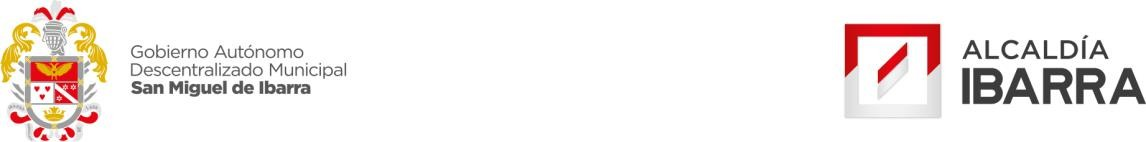 Gobierno Autónomo
Descentralizado Municipal
San Miguel de Ibarra
ALCALDÍA
IBARRA